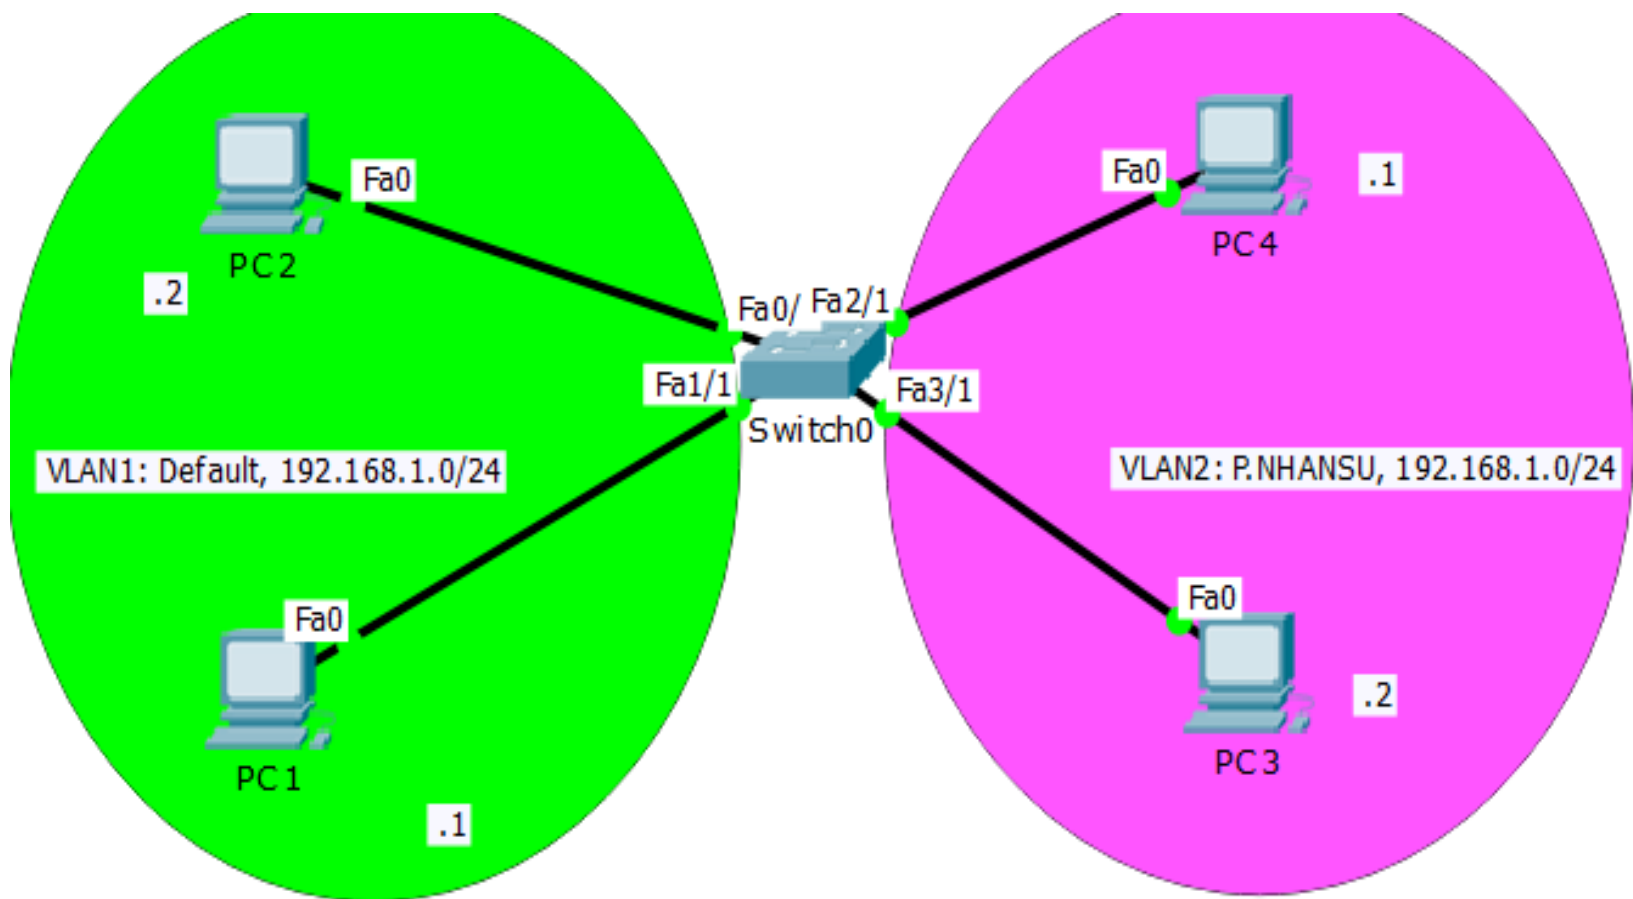 Fa0
PC2
.2
Fa0/
Fa2/1
Fa0
.1
PC4
Fa1/1
Switch0
Fa3/1
VLAN1: Default, 192.168.1.0/24
VLAN2: P.NHANSU, 192.168.1.0/24
Fa0
PC1
.1
Fa0
.2
PC3